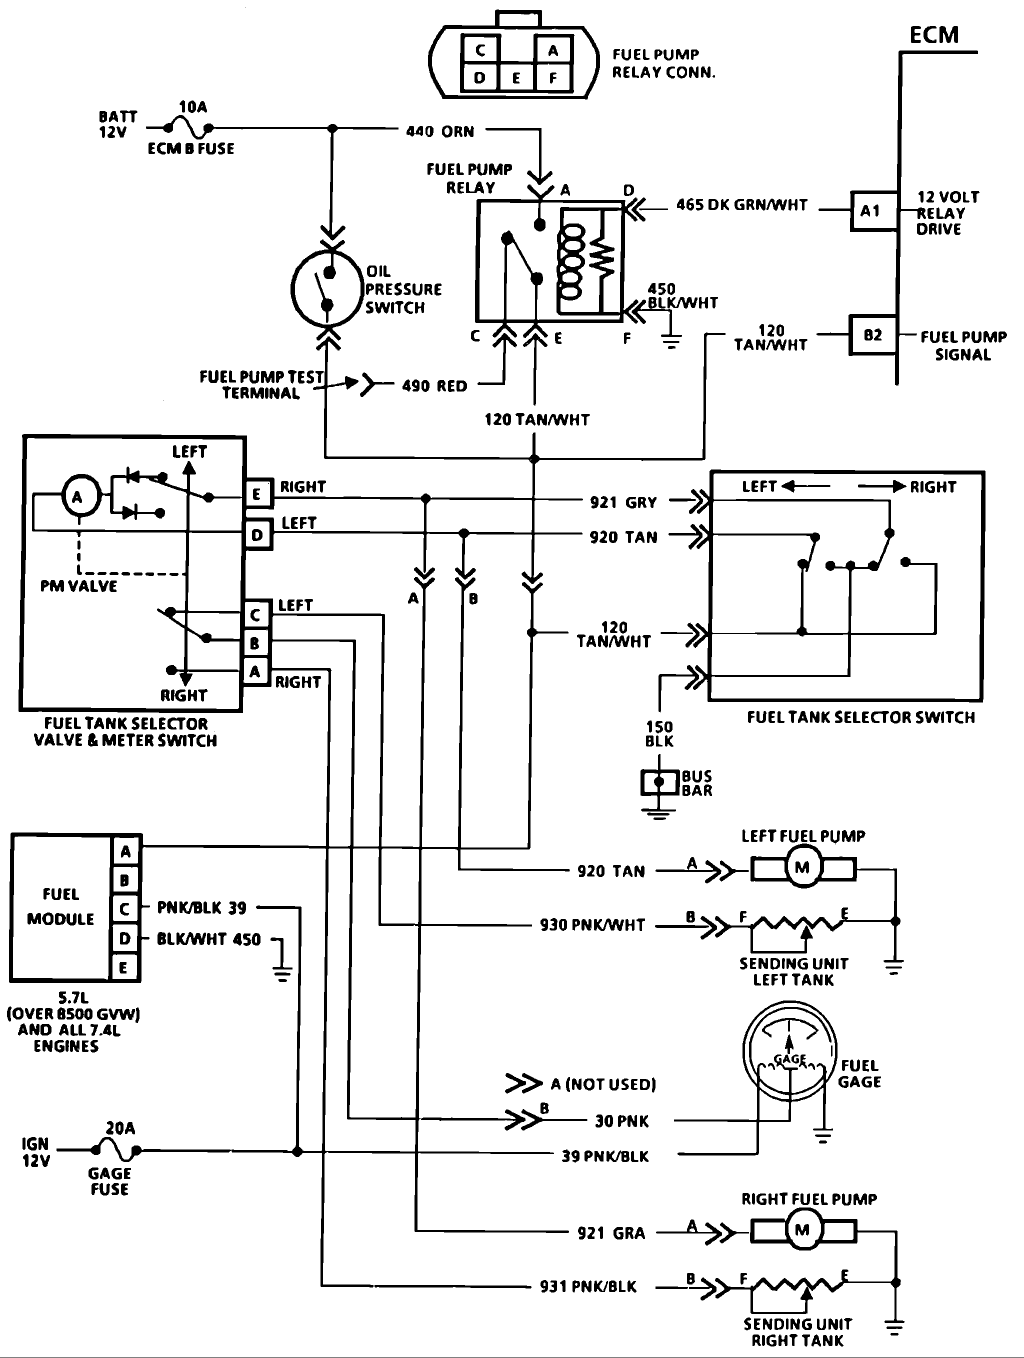 ECM
C
A
D
E
F
FUEL PUMP
RELAY CONN.
10A
BATT
12V
ECM B FUSE
440 ORN
FUEL PUMP
RELAY
A
D
465 DK GRN/WHT
A1
12 VOLT
RELAY
DRIVE
OIL
PRESSURE
SWITCH
450
BLK/WHT
C
E
F
120
TAN/WHT
B2
FUEL PUMP
SIGNAL
FUEL PUMP TEST
TERMINAL
490 RED
120 TAN/WHT
LEFT
A
E
RIGHT
921 GRY
LEFT
RIGHT
D
LEFT
920 TAN
PM VALVE
A
B
C
LEFT
B
A
RIGHT
RIGHT
120
TAN/WHT
FUEL TANK SELECTOR
VALVE & METER SWITCH
FUEL TANK SELECTOR SWITCH
150
BLK
BUS
BAR
FUEL
MODULE
A
B
C
D
E
PNK/BLK 39
BLK/WHT 450
5.7L
(OVER 8500 GVW)
AND ALL 7.4L
ENGINES
LEFT FUEL PUMP
920 TAN
A
M
930 PNK/WHT
B
F
E
SENDING UNIT
LEFT TANK
GAGE
FUEL
GAGE
A (NOT USED)
B
30 PNK
20A
IGN
12V
GAGE
FUSE
39 PNK/BLK
RIGHT FUEL PUMP
921 GRA
A
M
931 PNK/BLK
B
F
E
SENDING UNIT
RIGHT TANK